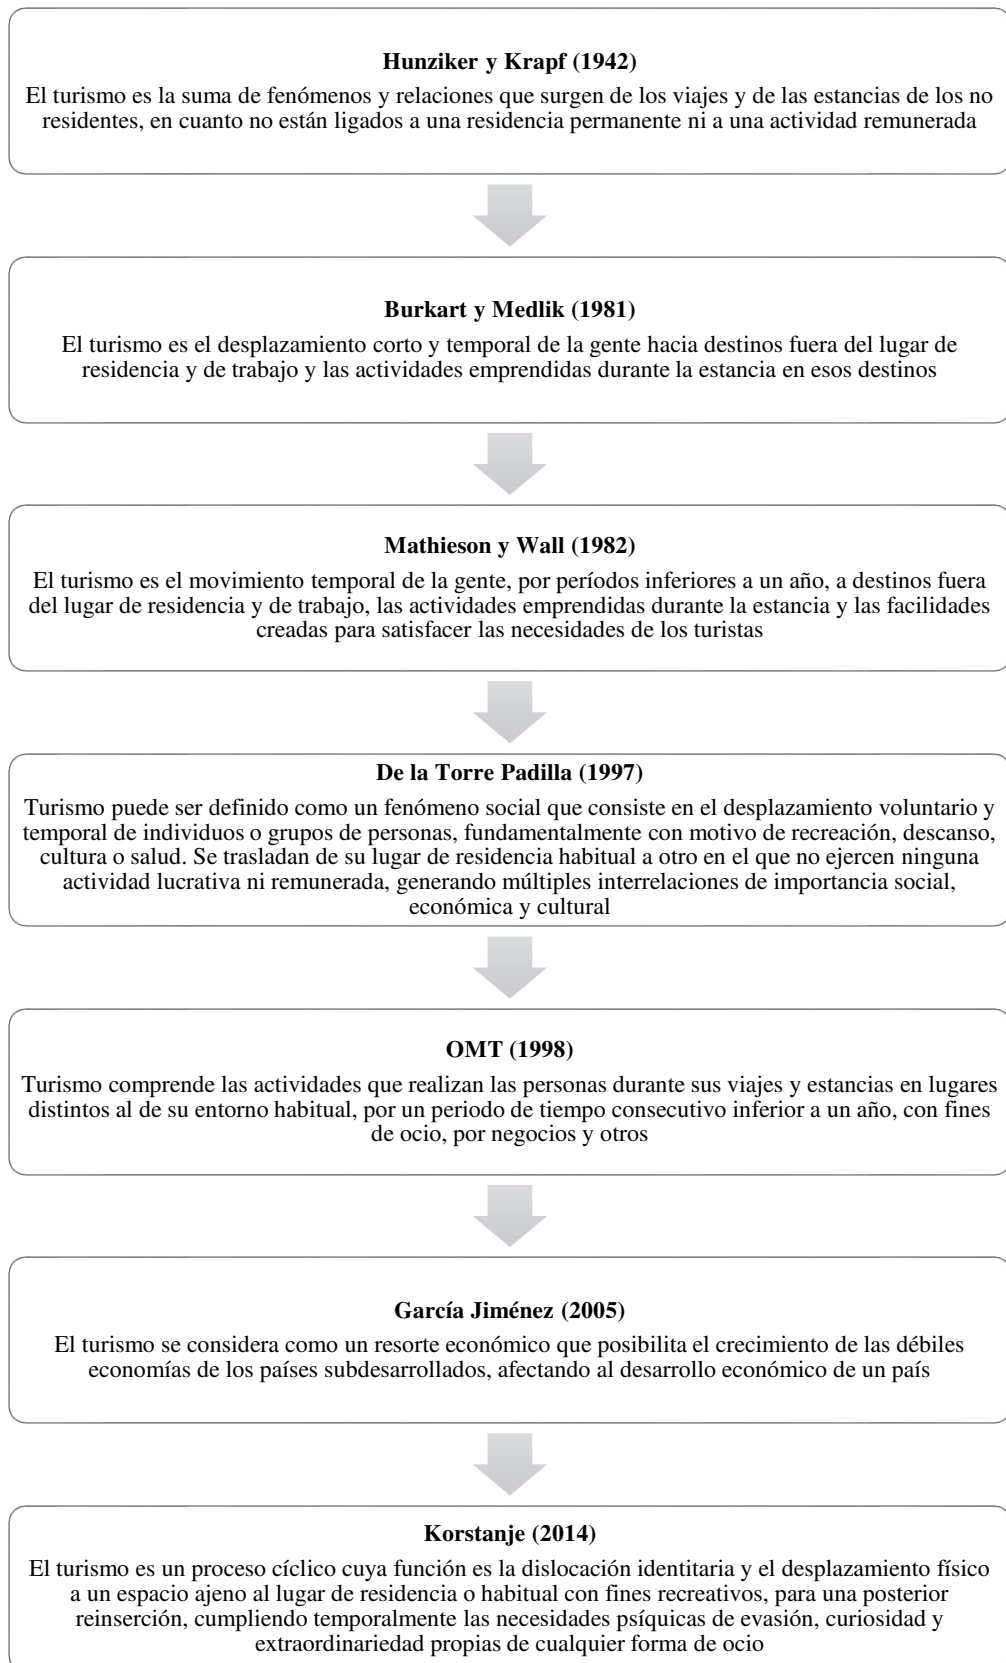 Hunziker y Krapf (1942)
El turismo es la suma de fenómenos y relaciones que surgen de los viajes y de las estancias de los no
residentes, en cuanto no están ligados a una residencia permanente ni a una actividad remunerada
Burkart y Medlik (1981)
El turismo es el desplazamiento corto y temporal de la gente hacia destinos fuera del lugar de
residencia y de trabajo y las actividades emprendidas durante la estancia en esos destinos
Mathieson y Wall (1982)
El turismo es el movimiento temporal de la gente, por períodos inferiores a un año, a destinos fuera
del lugar de residencia y de trabajo, las actividades emprendidas durante la estancia y las facilidades
creadas para satisfacer las necesidades de los turistas
De la Torre Padilla (1997)
Turismo puede ser definido como un fenómeno social que consiste en el desplazamiento voluntario y
temporal de individuos o grupos de personas, fundamentalmente con motivo de recreación, descanso,
cultura o salud. Se trasladan de su lugar de residencia habitual a otro en el que no ejercen ninguna
actividad lucrativa ni remunerada, generando múltiples interrelaciones de importancia social,
económica y cultural
OMT (1998)
Turismo comprende las actividades que realizan las personas durante sus viajes y estancias en lugares
distintos al de su entorno habitual, por un periodo de tiempo consecutivo inferior a un año, con fines
de ocio, por negocios y otros
García Jiménez (2005)
El turismo se considera como un resorte económico que posibilita el crecimiento de las débiles
economías de los países subdesarrollados, afectando al desarrollo económico de un país
Korstanje (2014)
El turismo es un proceso cíclico cuya función es la dislocación identitaria y el desplazamiento físico
a un espacio ajeno al lugar de residencia o habitual con fines recreativos, para una posterior
reinserción, cumpliendo temporalmente las necesidades psíquicas de evasión, curiosidad y
extraordinariedad propias de cualquier forma de ocio